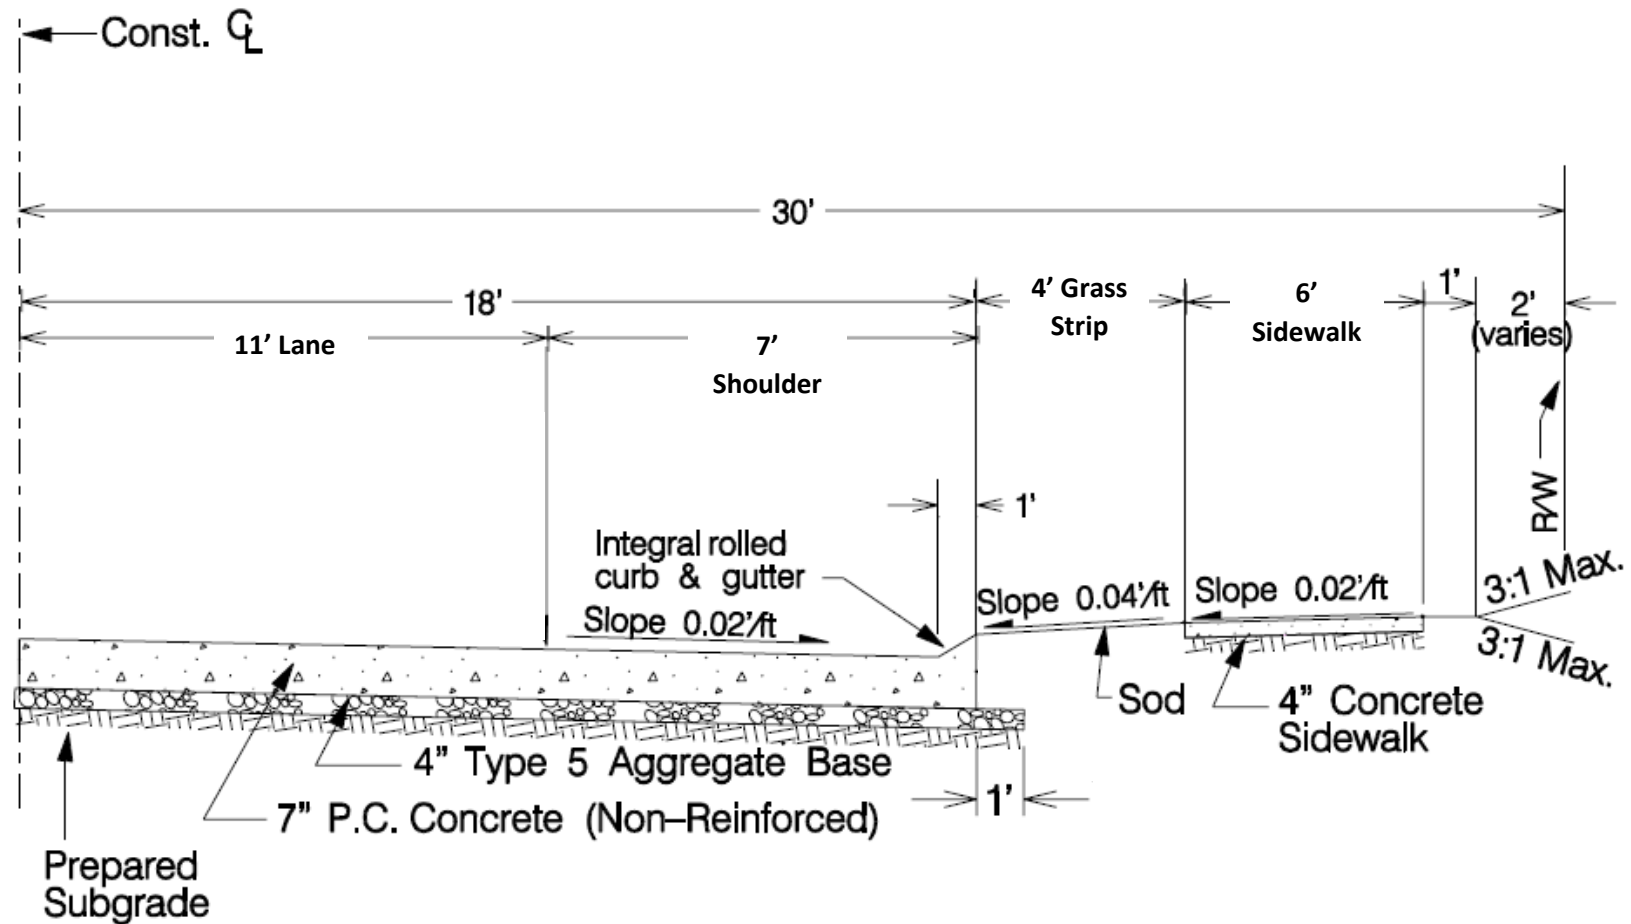 Const. ℄
30'
18'
4' Grass
Strip
6'
Sidewalk
1'
2'
(varies)
11' Lane
7'
Shoulder
R/W
1'
Integral rolled
curb & gutter
Slope 0.02'/ft
Slope 0.04'/ft
Slope 0.02'/ft
3:1 Max.
3:1 Max.
Sod
4" Concrete
Sidewalk
4" Type 5 Aggregate Base
1'
7" P.C. Concrete (Non-Reinforced)
Prepared
Subgrade